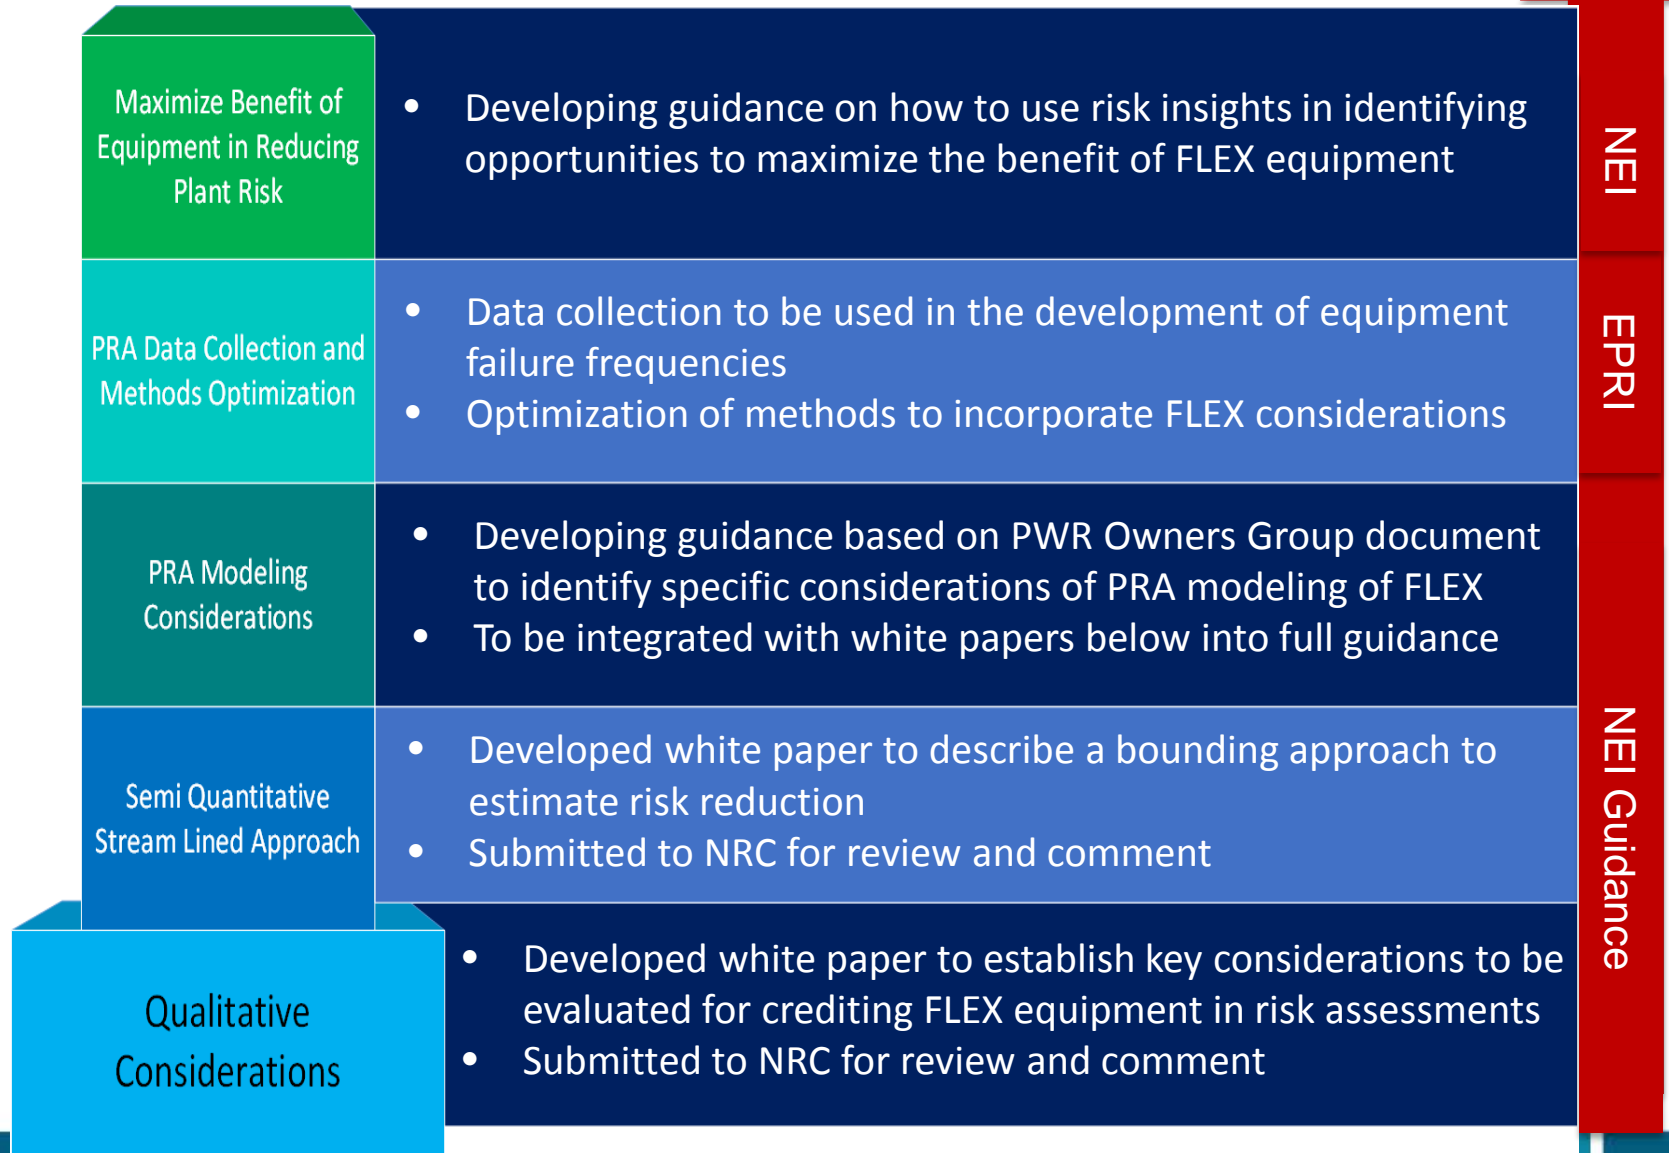 Maximize Benefit of
Equipment in Reducing
Plant Risk
• Developing guidance on how to use risk insights in identifying
opportunities to maximize the benefit of FLEX equipment
NEI
PRA Data Collection and
Methods Optimization
• Data collection to be used in the development of equipment
failure frequencies
• Optimization of methods to incorporate FLEX considerations
EPRI
PRA Modeling
Considerations
• Developing guidance based on PWR Owners Group document
to identify specific considerations of PRA modeling of FLEX
• To be integrated with white papers below into full guidance
Semi Quantitative
Stream Lined Approach
• Developed white paper to describe a bounding approach to
estimate risk reduction
• Submitted to NRC for review and comment
Qualitative
Considerations
• Developed white paper to establish key considerations to be
evaluated for crediting FLEX equipment in risk assessments
• Submitted to NRC for review and comment
NEI Guidance